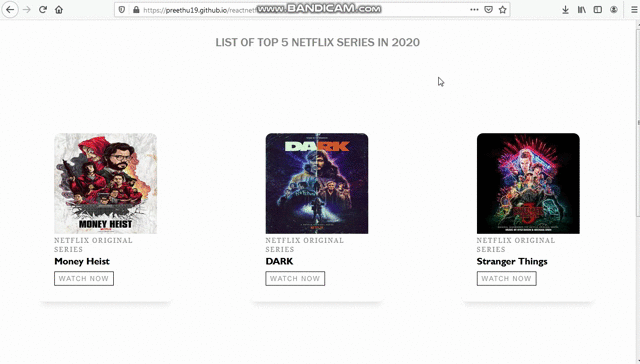 https://preethu19.github.io/reactnetf
www.BANDICAM.com
LIST OF TOP 5 NETFLIX SERIES IN 2020
MONEY HEIST
DARK
NETFLIX ORIGINAL
SERIES
Money Heist
WATCH NOW
NETFLIX ORIGINAL
SERIES
DARK
WATCH NOW
NETFLIX ORIGINAL
SERIES
Stranger Things
WATCH NOW